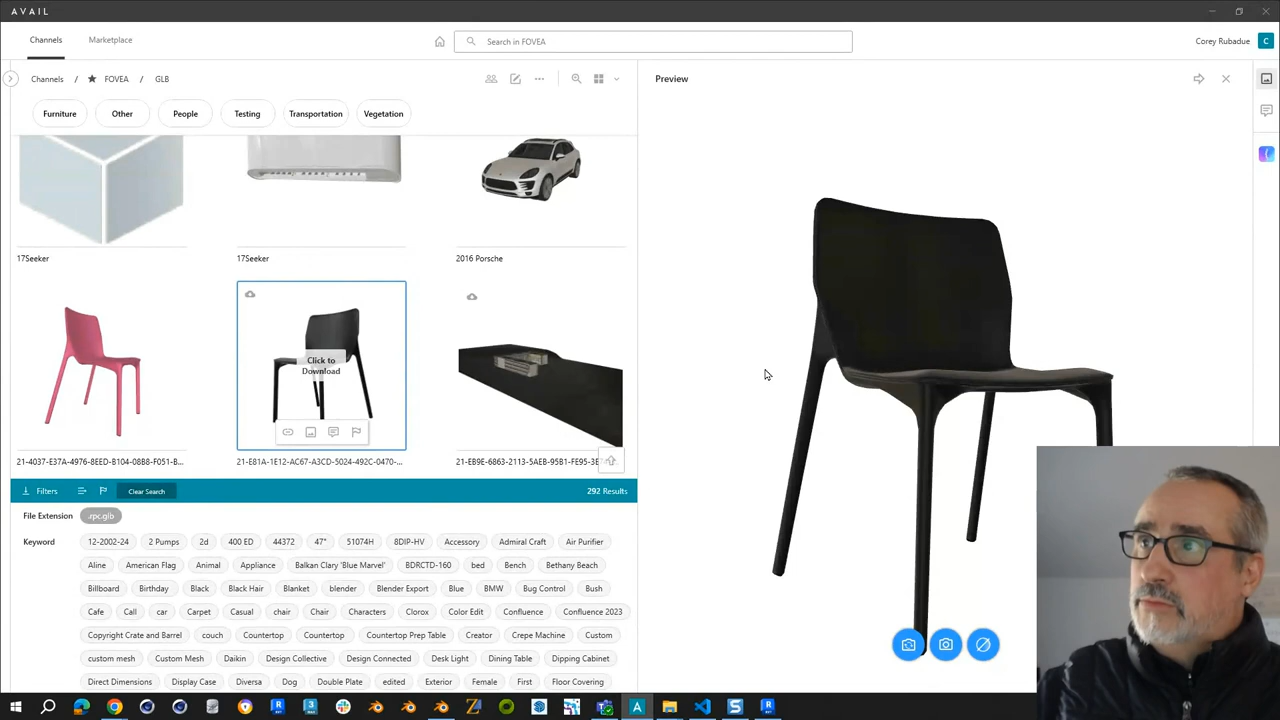 AVAIL
Channels Marketplace
Search in FOVEA
Corey Rubadue C
Channels / FOVEA / GLB
Preview
Furniture Other People Testing Transportation Vegetation
17Seeker 17Seeker 2016 Porsche
Click to
Download
21-4037-E37A-4976-8EED-B104-08B8-F051-B... 21-E81A-1E12-AC67-A3CD-5024-492C-0470-... 21-EB9E-6863-2113-5AEB-95B1-FE95-3E
Filters Clear Search 292 Results
File Extension .rpc.glb
Keyword 12-2002-24 2 Pumps 2d 400 ED 44372 47" 51074H 8DIP-HV Accessory Admiral Craft Air Purifier
Aline American Flag Animal Appliance Balkan Clary 'Blue Marvel' BDRCTD-160 bed Bench Bethany Beach
Billboard Birthday Black Black Hair Blanket blender Blender Export Blue BMW Bug Control Bush
Cafe Call car Carpet Casual chair Chair Characters Clorox Color Edit Confluence Confluence 2023
Copyright Crate and Barrel couch Countertop Countertop Countertop Prep Table Creator Crepe Machine Custom
custom mesh Custom Mesh Daikin Design Collective Design Connected Desk Light Dining Table Dipping Cabinet
Direct Dimensions Display Case Diversa Dog Double Plate edited Exterior Female First Floor Covering